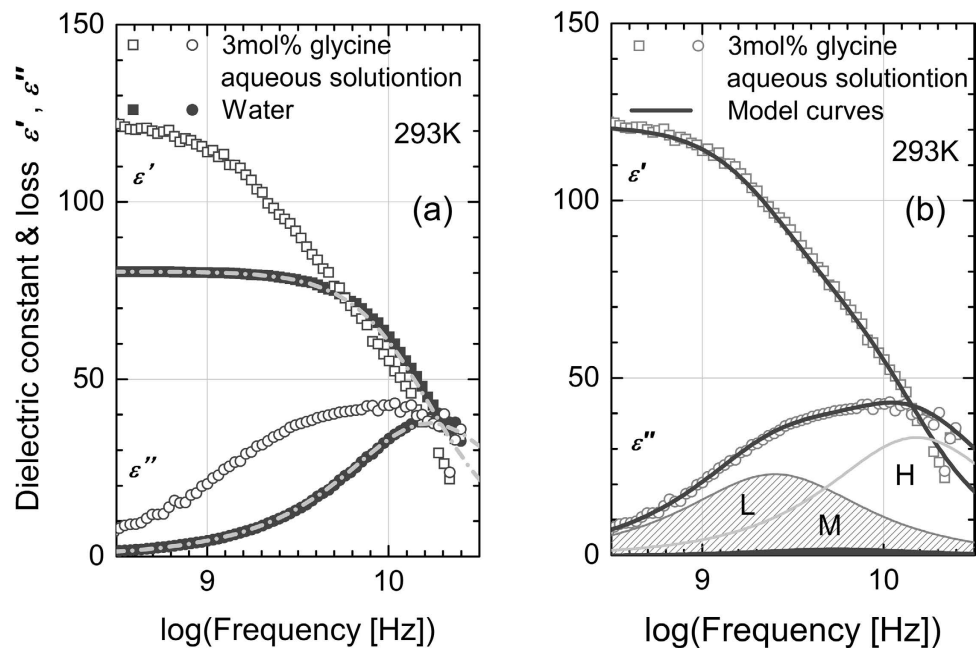 Dielectric constant & loss ε', ε"
150
100
50
0
3mol% glycine
aqueous solutiontion
Water
293K
ε'
(a)
ε"
9
10
log(Frequency [Hz])
150
100
50
0
3mol% glycine
aqueous solutiontion
Model curves
293K
ε'
(b)
ε"
H
L
M
9
10
log(Frequency [Hz])